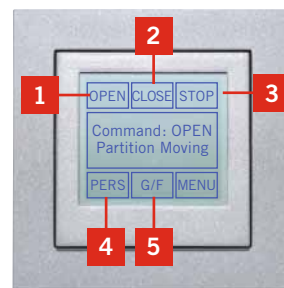 2
1
3
OPEN CLOSE STOP
Command: OPEN
Partition Moving
PERS G/F MENU
4
5